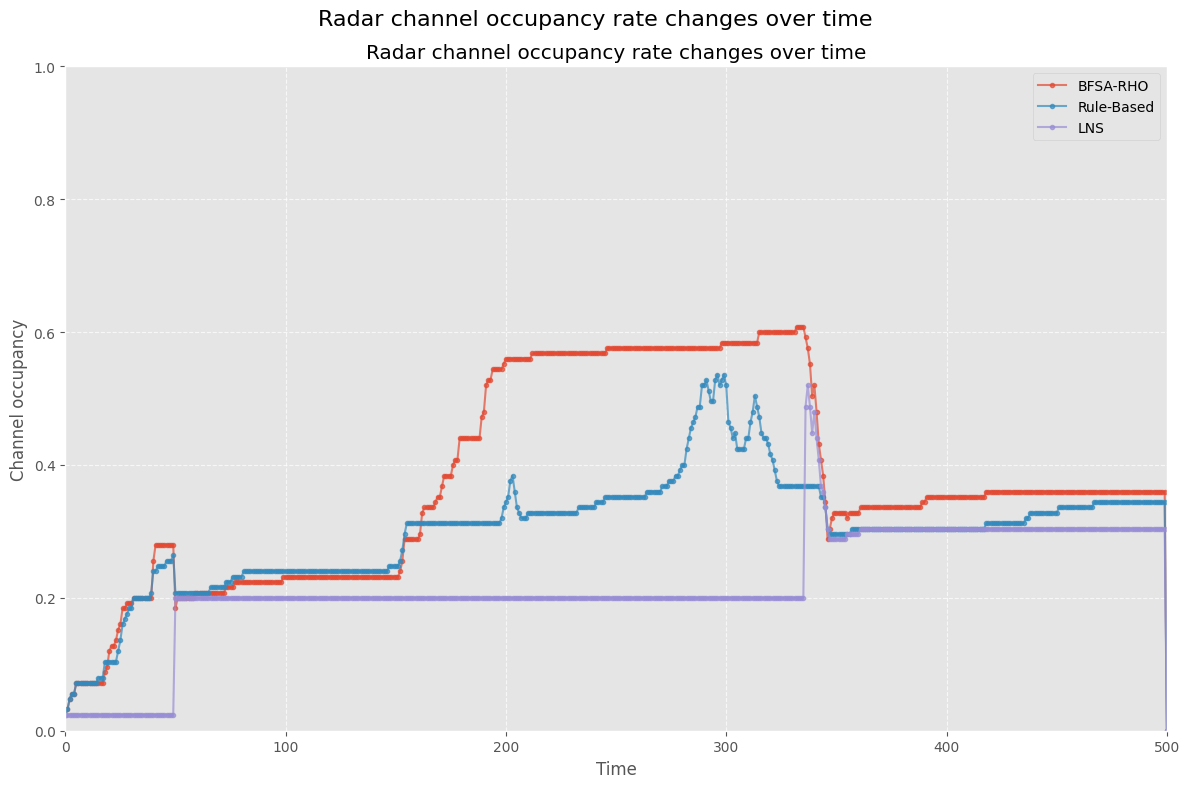 Radar channel occupancy rate changes over time
Radar channel occupancy rate changes over time
1.0
0.8
0.6
0.4
0.2
0.0
Channel occupancy
BFSA-RHO
Rule-Based
LNS
0 100 200 300 400 500
Time